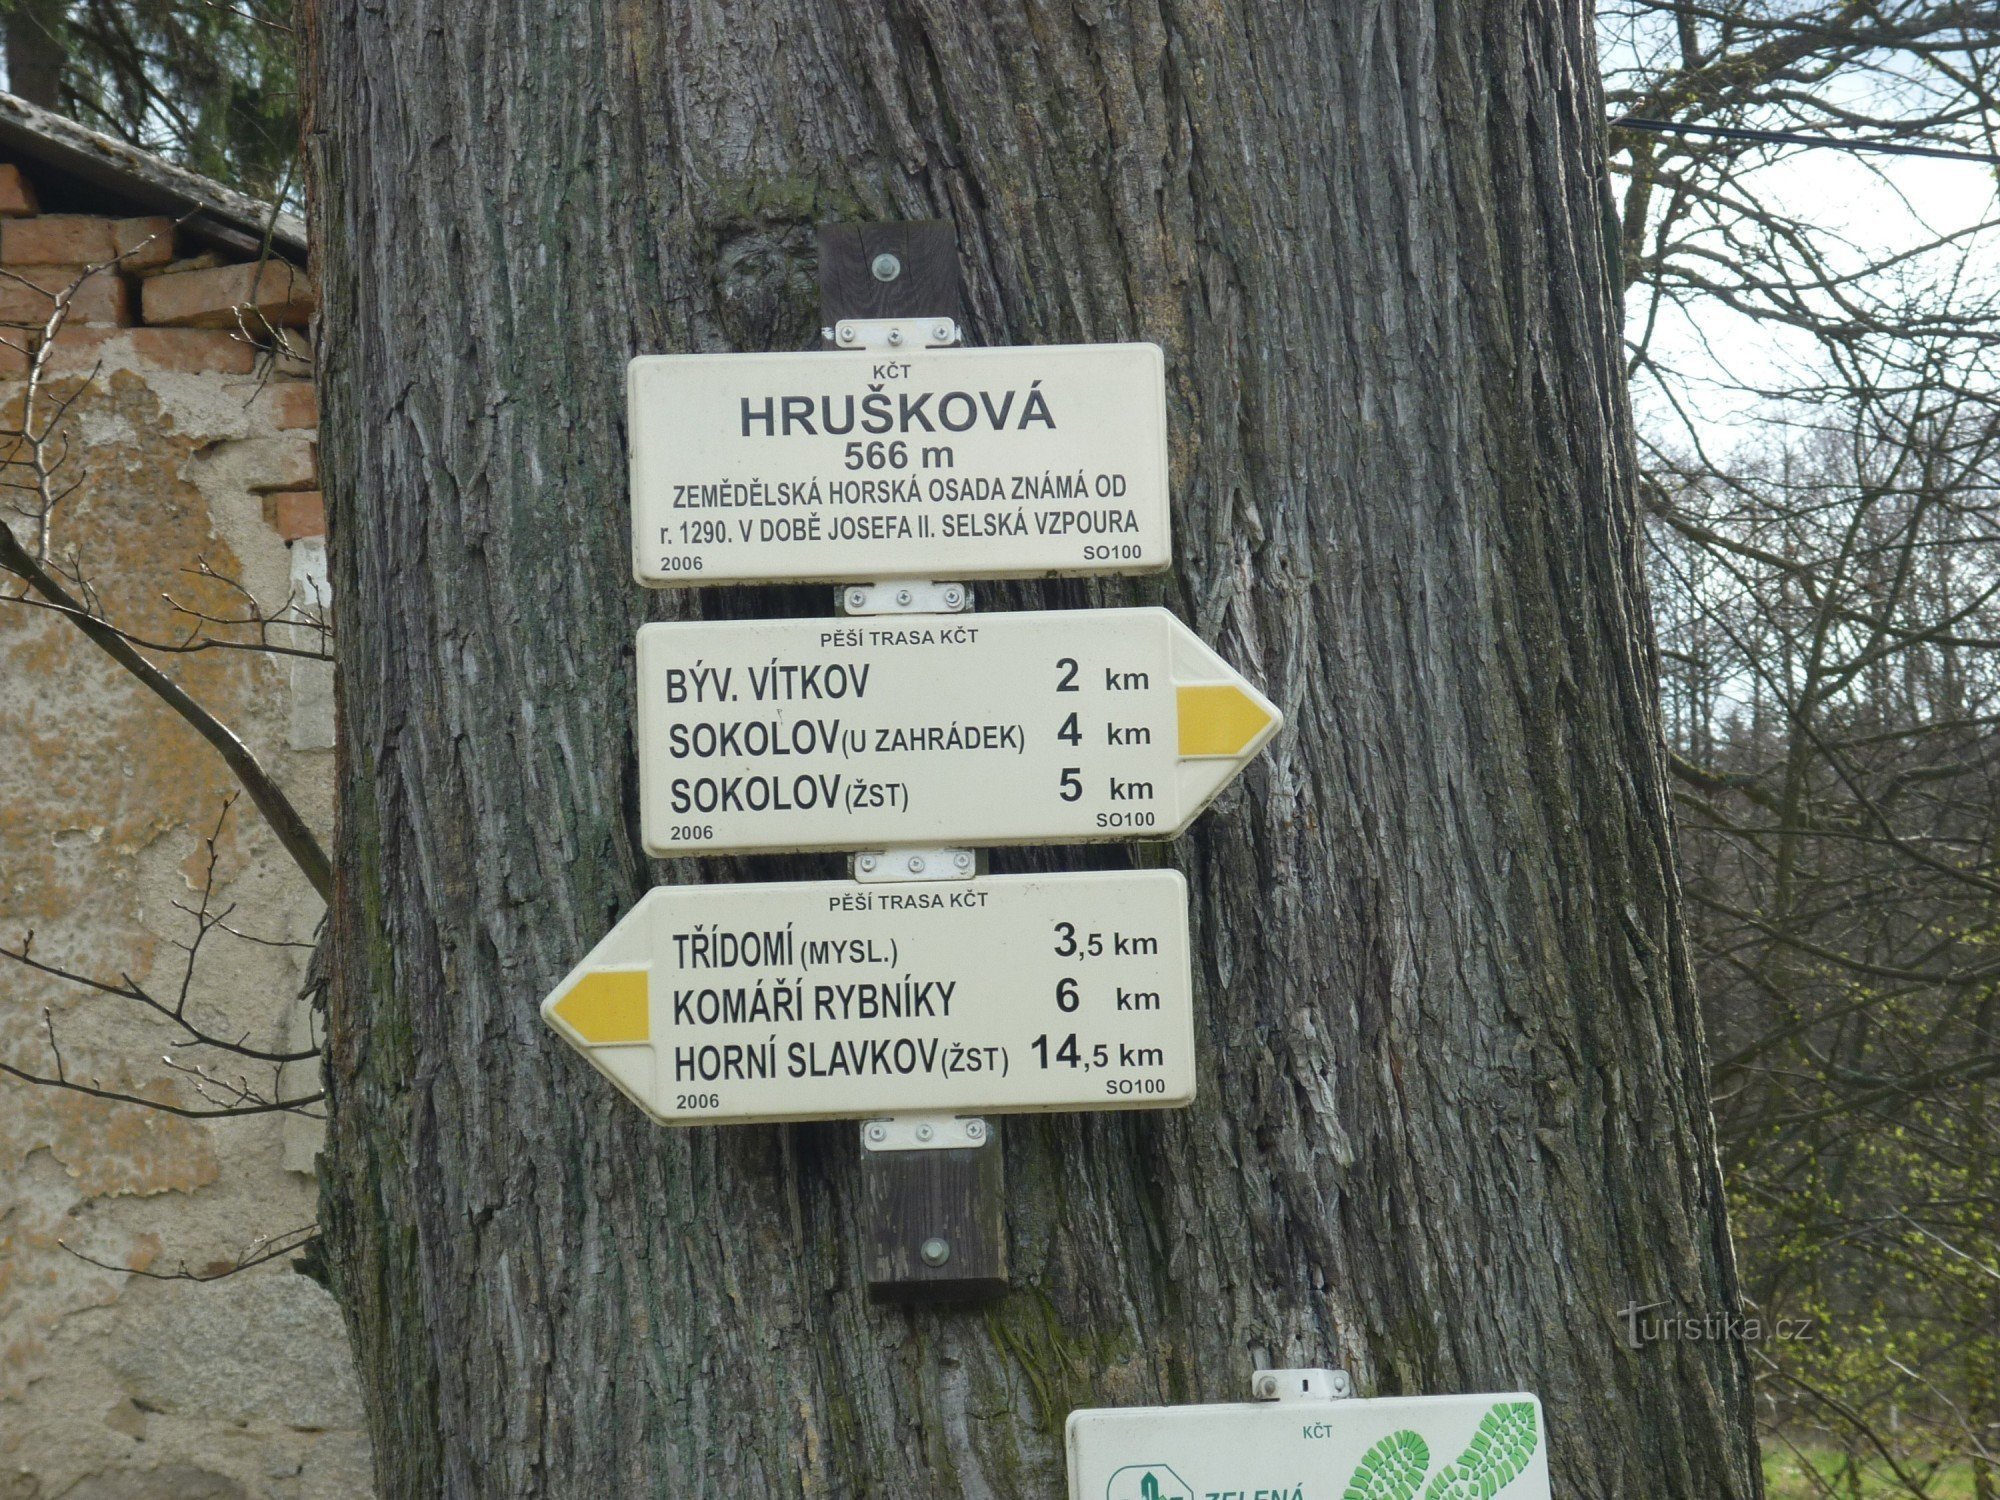 KČT
HRUŠKOVÁ
566 m
ZEMĚDĚLSKÁ HORSKÁ OSADA ZNÁMÁ OD
r. 1290. V DOBĚ JOSEFA II. SELSKÁ VZPOURA
2006 SO100
PĚŠÍ TRASA KČT
BÝV. VÍTKOV 2 km
SOKOLOV (U ZAHRÁDEK) 4 km
SOKOLOV (ŽST) 5 km
2006 SO100
PĚŠÍ TRASA KČT
TŘÍDOMÍ (MYSL.) 3,5 km
KOMÁŘÍ RYBNÍKY 6 km
HORNÍ SLAVKOV (ŽST) 14,5 km
2006 SO100
Turistika.cz
KČT
ZELENÁ